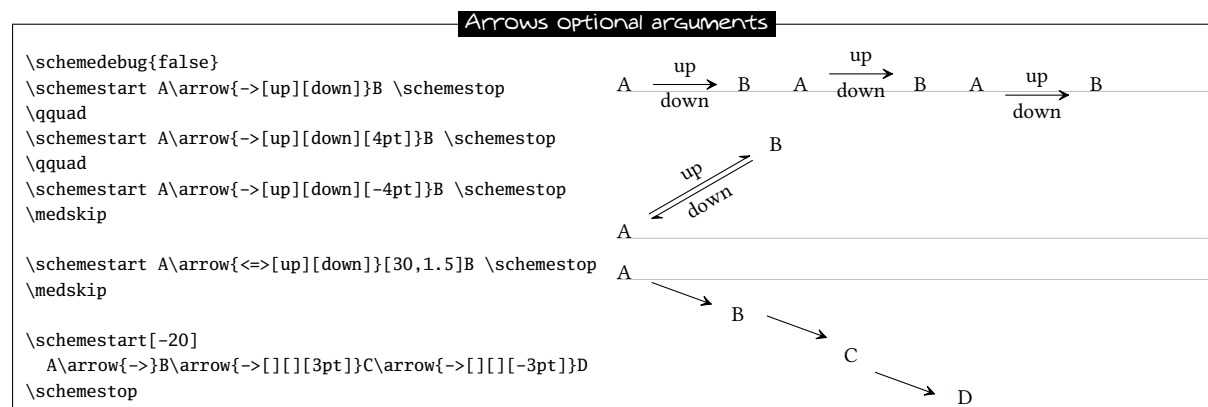 Arrows optional arguments
\schemedebug{false}
\schemestart A\arrow{->[up][down]}B \schemestop
\qquad
\schemestart A\arrow{->[up][down][4pt]}B \schemestop
\qquad
\schemestart A\arrow{->[up][down][-4pt]}B \schemestop
\medskip
\schemestart A\arrow{<=>[up][down]}[30,1.5]B \schemestop
\medskip
\schemestart[-20]
A\arrow{->}B\arrow{->[][][3pt]}C\arrow{->[][][-3pt]}D
\schemestop
up up up
A B A B A B
down down down
B
up
down
A
A
B
C
D